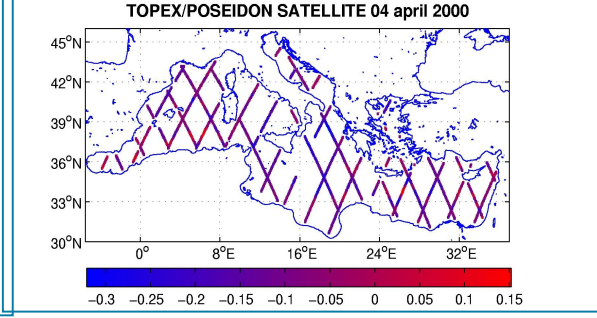 TOPEX/POSEIDON SATELLITE 04 april 2000
45°N
42°N
39°N
36°N
33°N
30°N
0° 8°E 16°E 24°E 32°E
−0.3 −0.25 −0.2 −0.15 −0.1 −0.05 0 0.05 0.1 0.15